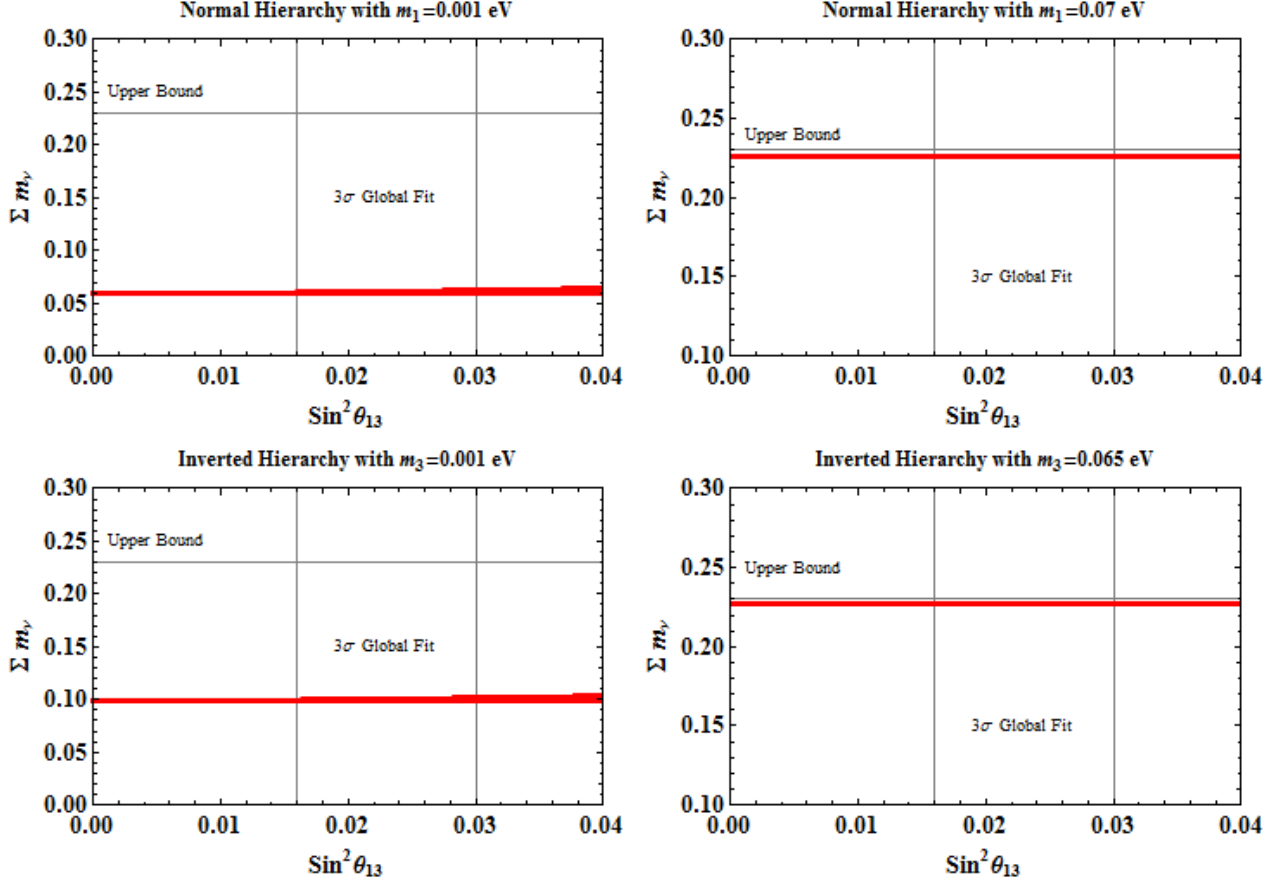 Normal Hierarchy with m₁=0.001 eV
0.30
0.25
0.20
0.15
0.10
0.05
0.00
Σ mᵥ
Upper Bound
3σ Global Fit
0.00 0.01 0.02 0.03 0.04
Sin²θ₁₃
Normal Hierarchy with m₁=0.07 eV
0.30
0.25
0.20
0.15
0.10
Σ mᵥ
Upper Bound
3σ Global Fit
0.00 0.01 0.02 0.03 0.04
Sin²θ₁₃
Inverted Hierarchy with m₃=0.001 eV
0.30
0.25
0.20
0.15
0.10
0.05
0.00
Σ mᵥ
Upper Bound
3σ Global Fit
0.00 0.01 0.02 0.03 0.04
Sin²θ₁₃
Inverted Hierarchy with m₃=0.065 eV
0.30
0.25
0.20
0.15
0.10
Σ mᵥ
Upper Bound
3σ Global Fit
0.00 0.01 0.02 0.03 0.04
Sin²θ₁₃